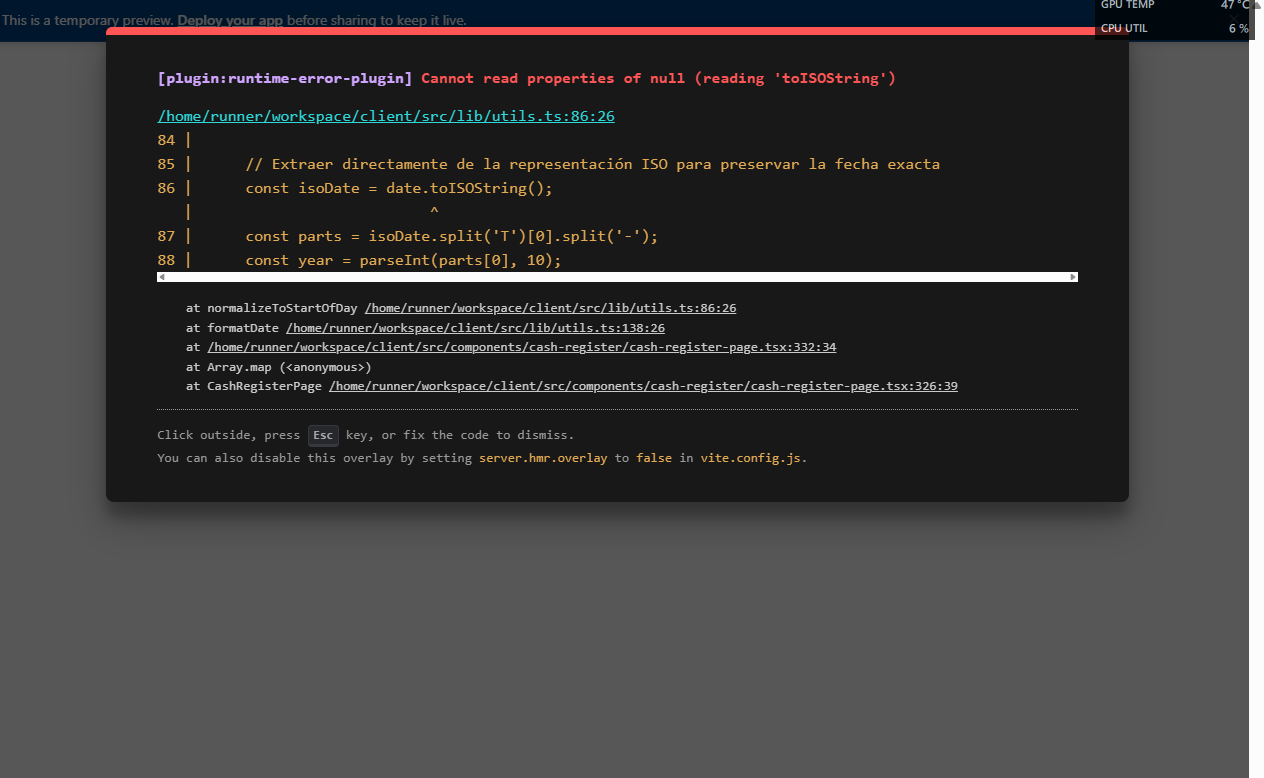 This is a temporary preview. Deploy your app before sharing to keep it live.
GPU TEMP 47 °C
CPU UTIL 6 %
[plugin:runtime-error-plugin] Cannot read properties of null (reading 'toISOString')
/home/runner/workspace/client/src/lib/utils.ts:86:26
84 |
85 |      // Extraer directamente de la representación ISO para preservar la fecha exacta
86 |      const isoDate = date.toISOString();
   |                           ^
87 |      const parts = isoDate.split('T')[0].split('-');
88 |      const year = parseInt(parts[0], 10);
at normalizeToStartOfDay /home/runner/workspace/client/src/lib/utils.ts:86:26
at formatDate /home/runner/workspace/client/src/lib/utils.ts:138:26
at /home/runner/workspace/client/src/components/cash-register/cash-register-page.tsx:332:34
at Array.map (<anonymous>)
at CashRegisterPage /home/runner/workspace/client/src/components/cash-register/cash-register-page.tsx:326:39
Click outside, press Esc key, or fix the code to dismiss.
You can also disable this overlay by setting server.hmr.overlay to false in vite.config.js.